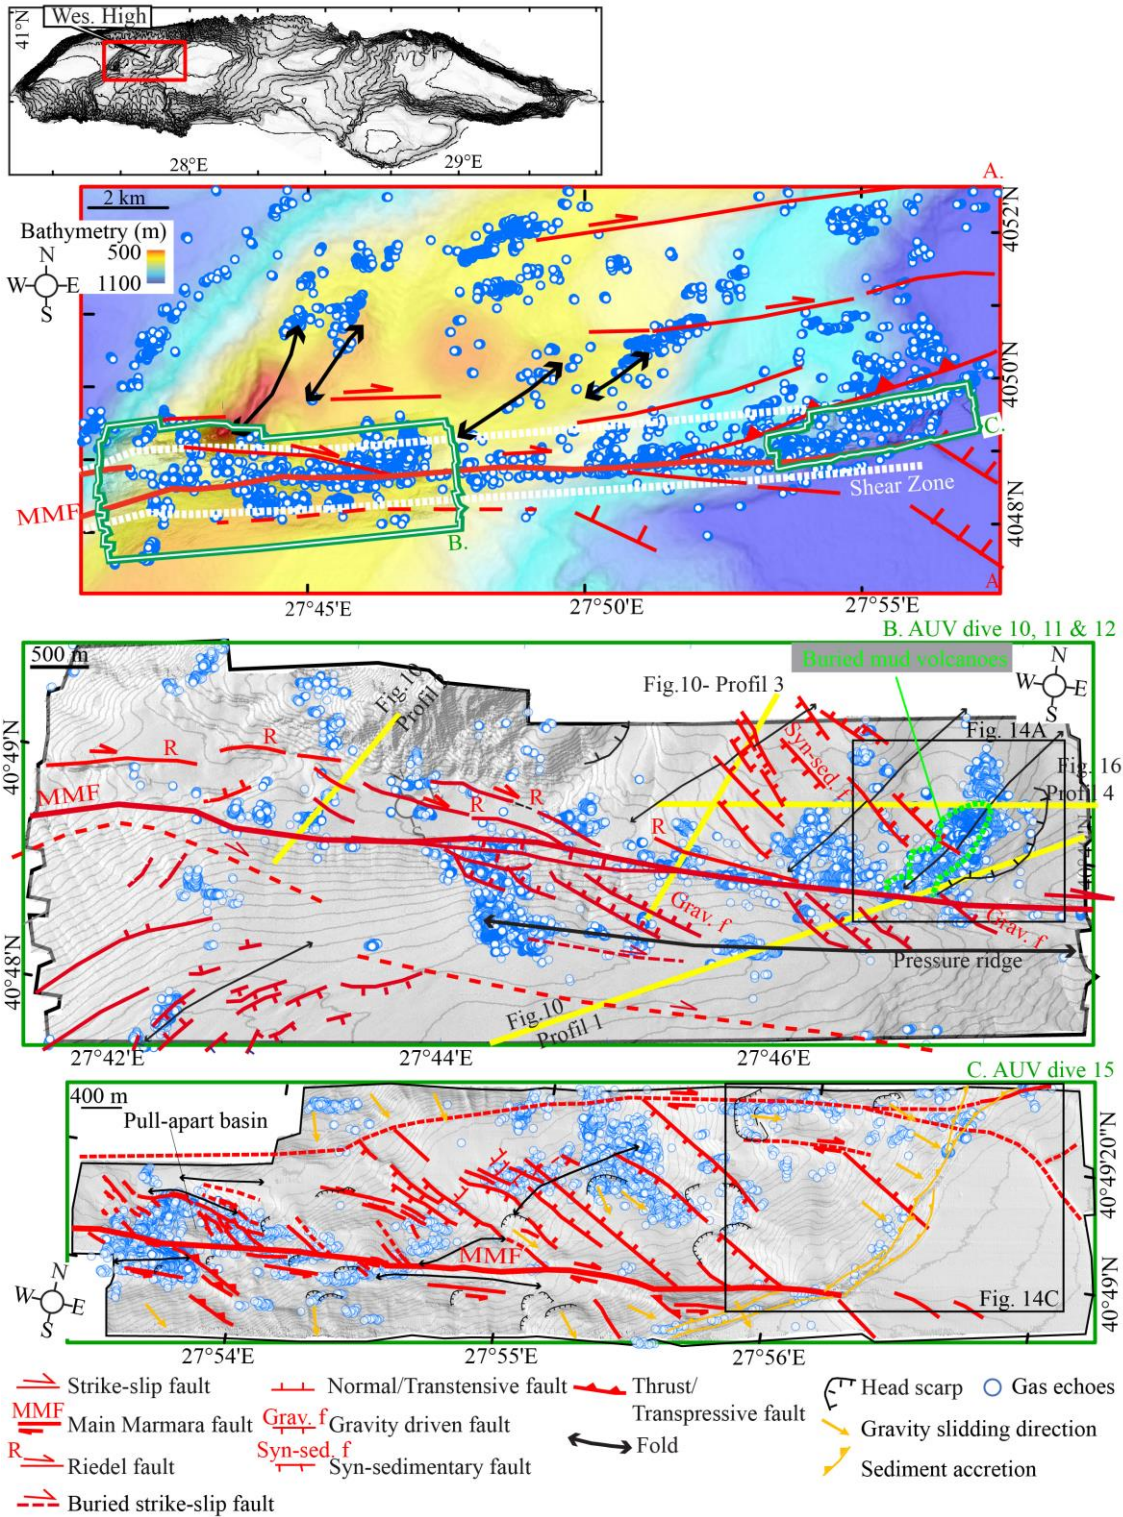 Wes. High
41°N
28°E
29°E
A.
2 km
Bathymetry (m)
500
1100
N
W E
S
4052'N
4050'N
4048'N
C.
Shear Zone
MMF
B.
A
27°45'E
27°50'E
27°55'E
B. AUV dive 10, 11 & 12
500 m
Buried mud volcanoes
N
W E
S
Fig.10
Profil
Fig.10- Profil 3
Fig. 14A
Fig. 16
Profil 4
40°49'N
R
R
R
R
R
Syn-sed. f
MMF
Grav. f
Grav. f
Pressure ridge
40°48'N
Fig.10
Profil 1
27°42'E
27°44'E
27°46'E
C. AUV dive 15
400 m
Pull-apart basin
40°49'20"N
MMF
N
W E
S
Fig. 14C
40°49'N
27°54'E
27°55'E
27°56'E
Strike-slip fault
MMF
Main Marmara fault
R
Riedel fault
Buried strike-slip fault
Normal/Transtensive fault
Grav. f
Gravity driven fault
Syn-sed. f
Syn-sedimentary fault
Thrust/
Transpressive fault
Fold
Head scarp
Gas echoes
Gravity slidding direction
Sediment accretion